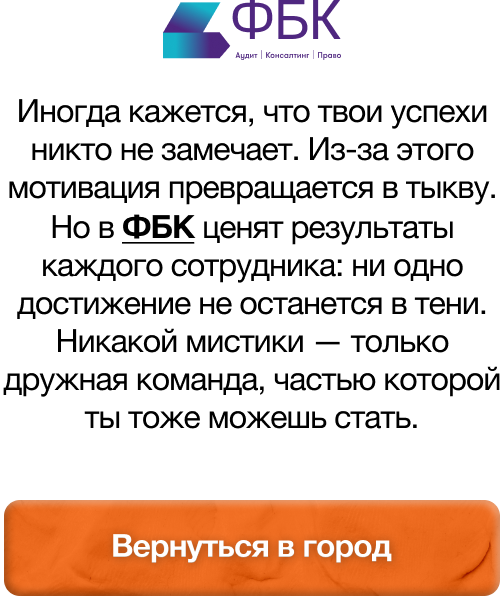 ФБК
Аудит | Консалтинг | Право
Иногда кажется, что твои успехи
никто не замечает. Из-за этого
мотивация превращается в тыкву.
Но в ФБК ценят результаты
каждого сотрудника: ни одно
достижение не останется в тени.
Никакой мистики — только
дружная команда, частью которой
ты тоже можешь стать.
Вернуться в город